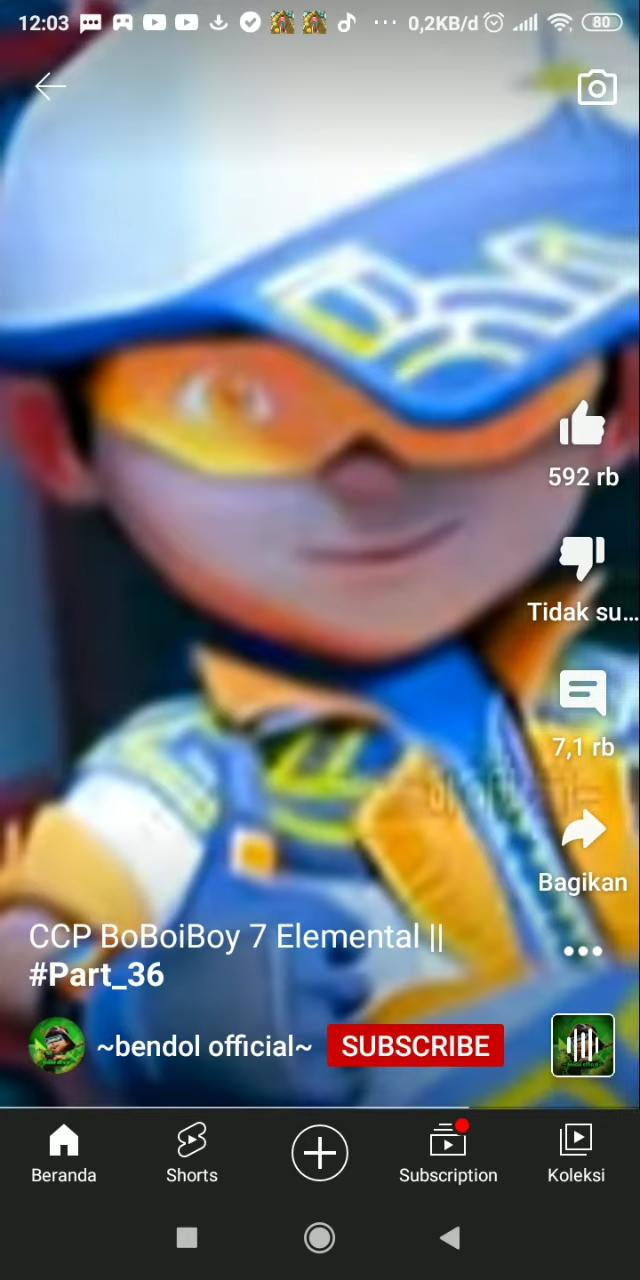 12:03 0,2KB/d 80
592 rb
Tidak su...
7,1 rb
Bagikan
CCP BoBoiBoy 7 Elemental ||
#Part_36
~bendol official~ SUBSCRIBE
Beranda Shorts Subscription Koleksi